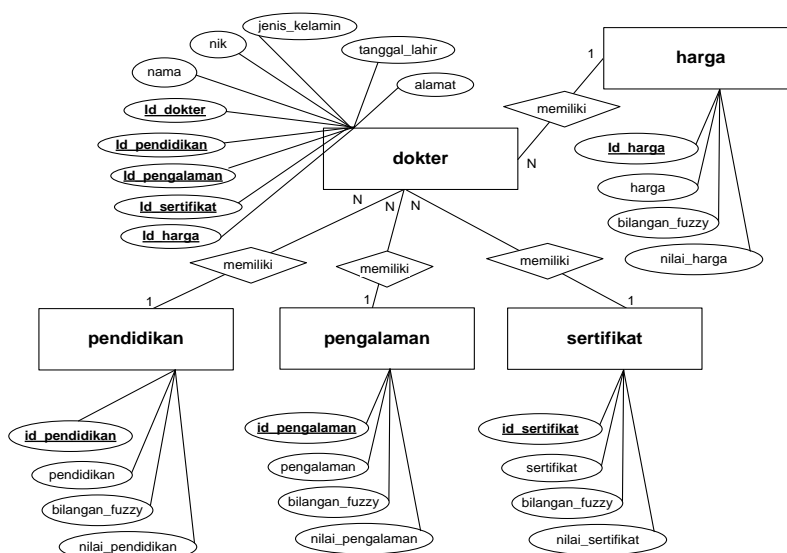 jenis_kelamin
nik
tanggal_lahir
nama
alamat
Id_dokter
Id_pendidikan
Id_pengalaman
Id_sertifikat
Id_harga
dokter
N
N
N
N
1
harga
memiliki
Id_harga
harga
bilangan_fuzzy
nilai_harga
memiliki
memiliki
memiliki
1
1
1
pendidikan
pengalaman
sertifikat
id_pendidikan
pendidikan
bilangan_fuzzy
nilai_pendidikan
id_pengalaman
pengalaman
bilangan_fuzzy
nilai_pengalaman
id_sertifikat
sertifikat
bilangan_fuzzy
nilai_sertifikat